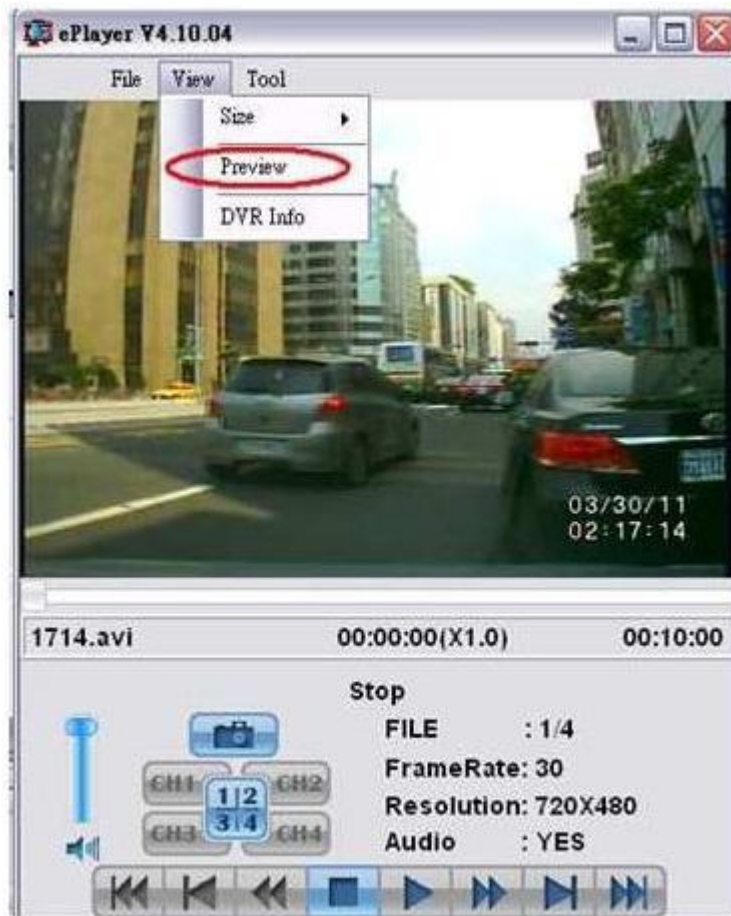 ePlayer V4.10.04
File View Tool
Size
Preview
DVR Info
03/30/11
02:17:14
1714.avi 00:00:00(X1.0) 00:10:00
Stop
FILE : 1/4
FrameRate: 30
Resolution: 720X480
Audio : YES
CH1 CH2
1 2
3 4
CH3 CH4